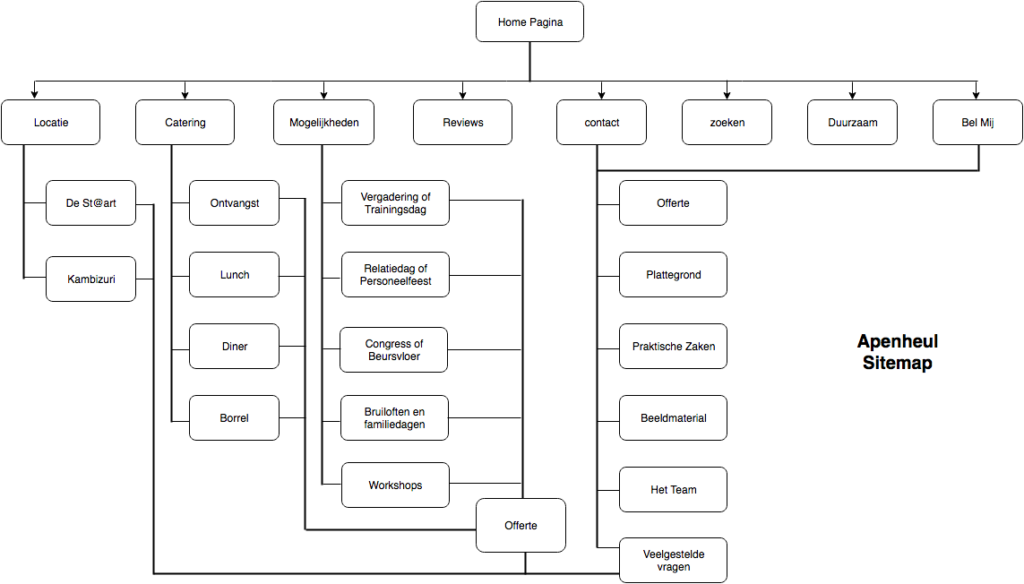 Home Pagina
Locatie
Catering
Mogelijkheden
Reviews
contact
zoeken
Duurzaam
Bel Mij
De St@art
Kambizuri
Ontvangst
Lunch
Diner
Borrel
Vergadering of
Trainingsdag
Relatiedag of
Personeelfeest
Congress of
Beursvloer
Bruiloften en
familiedagen
Workshops
Offerte
Offerte
Plattegrond
Praktische Zaken
Beeldmaterial
Het Team
Veelgestelde
vragen
Apenheul
Sitemap